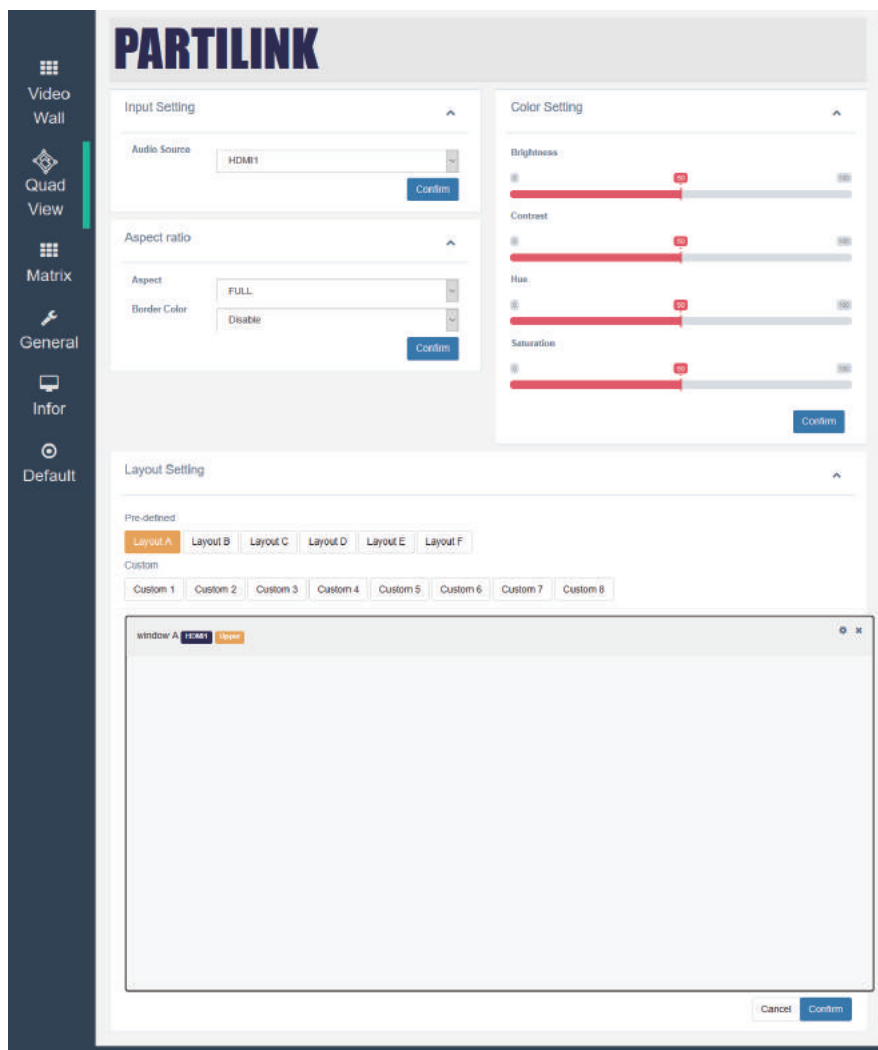 PARTILINK
Video
Wall
Quad
View
Matrix
General
Infor
Default
Input Setting
Audio Source
HDMI1
Confirm
Aspect ratio
Aspect
FULL
Border Color
Disable
Confirm
Color Setting
Brightness
0 50 100
Contrast
0 50 100
Hue
0 50 100
Saturation
0 50 100
Confirm
Layout Setting
Pre-defined
Layout A Layout B Layout C Layout D Layout E Layout F
Custom
Custom 1 Custom 2 Custom 3 Custom 4 Custom 5 Custom 6 Custom 7 Custom 8
window A HDMI1 Upper
Cancel Confirm